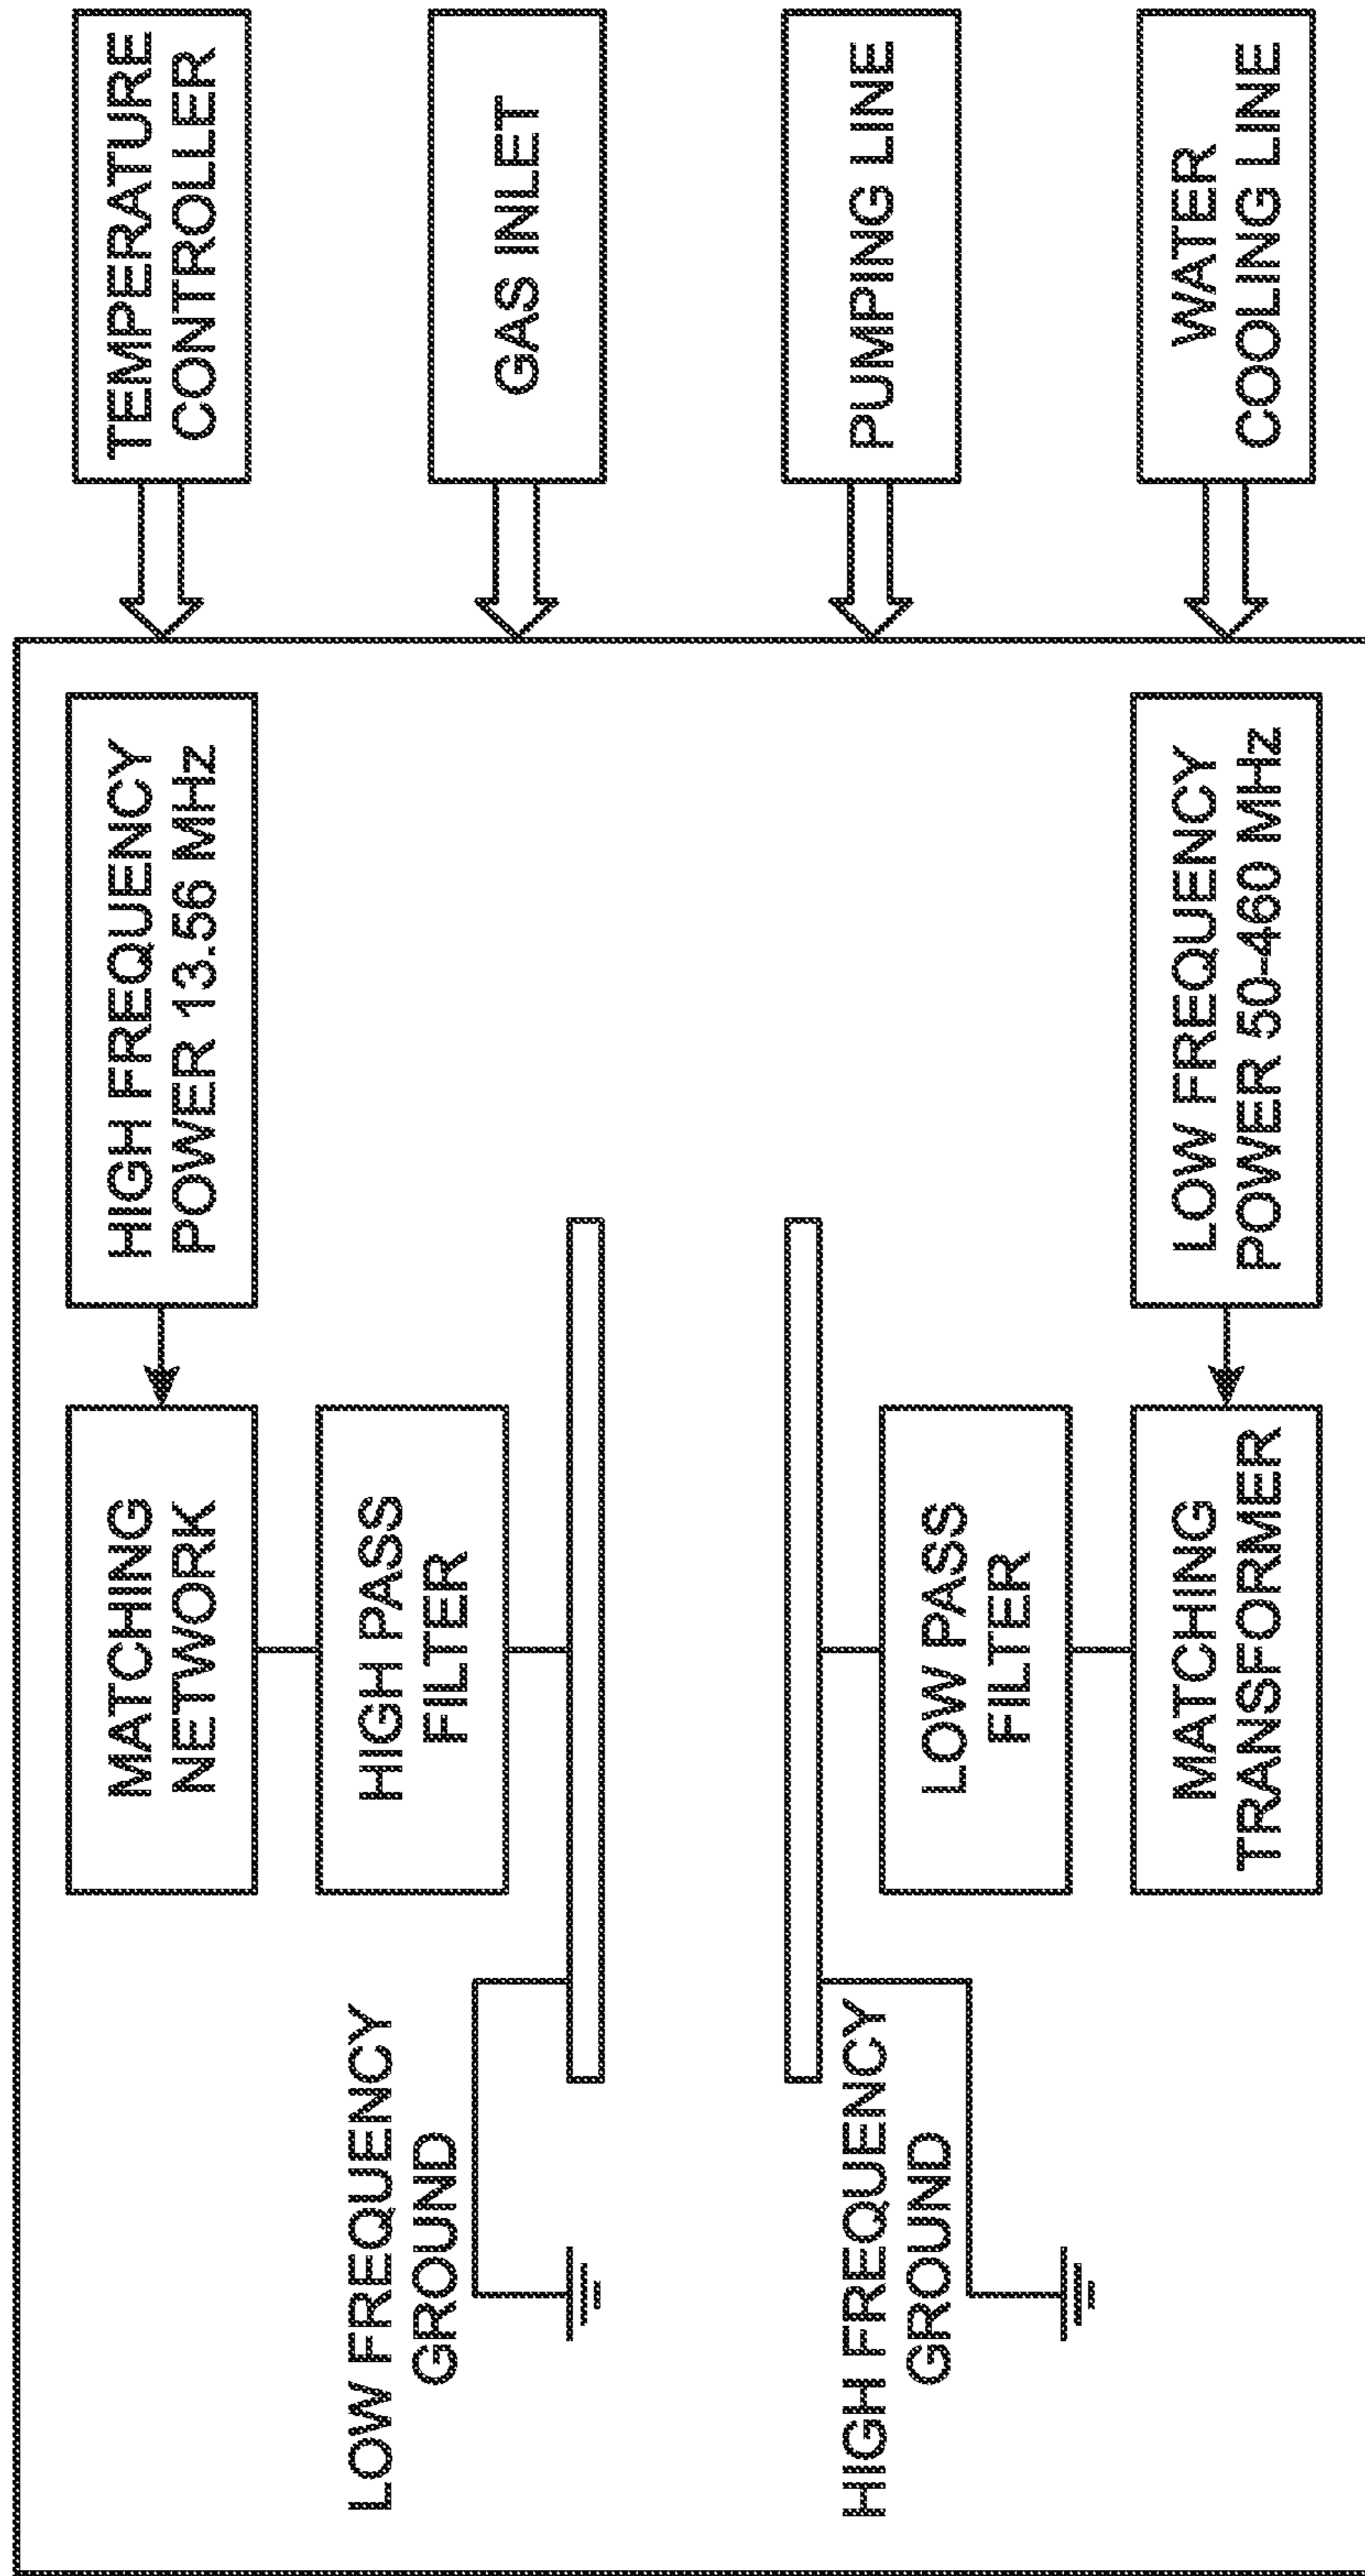 TEMPERATURE
CONTROLLER
GAS INLET
PUMPING LINE
WATER
COOLING LINE
HIGH FREQUENCY
POWER 13.56 MHz
LOW FREQUENCY
POWER 50-460 MHz
MATCHING
NETWORK
HIGH PASS
FILTER
LOW PASS
FILTER
MATCHING
TRANSFORMER
LOW FREQUENCY
GROUND
HIGH FREQUENCY
GROUND